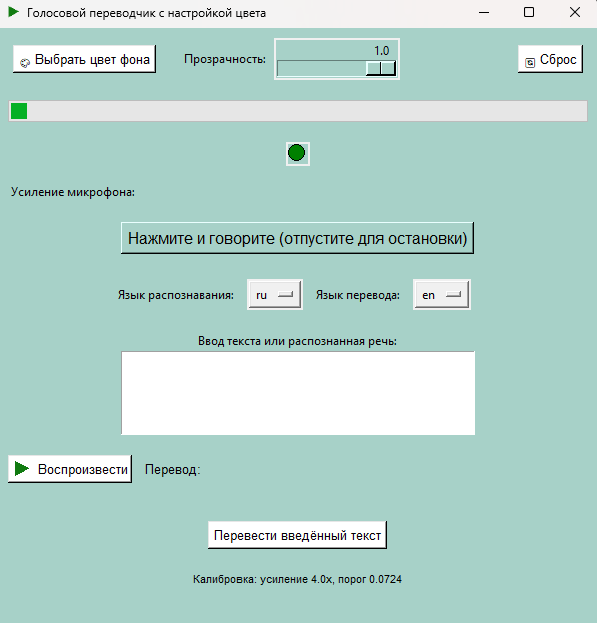 Голосовой переводчик с настройкой цвета
Выбрать цвет фона Прозрачность: 1.0 Сброс
Усиление микрофона:
Нажмите и говорите (отпустите для остановки)
Язык распознавания: ru Язык перевода: en
Ввод текста или распознанная речь:
Воспроизвести Перевод:
Перевести введённый текст
Калибровка: усиление 4.0x, порог 0.0724